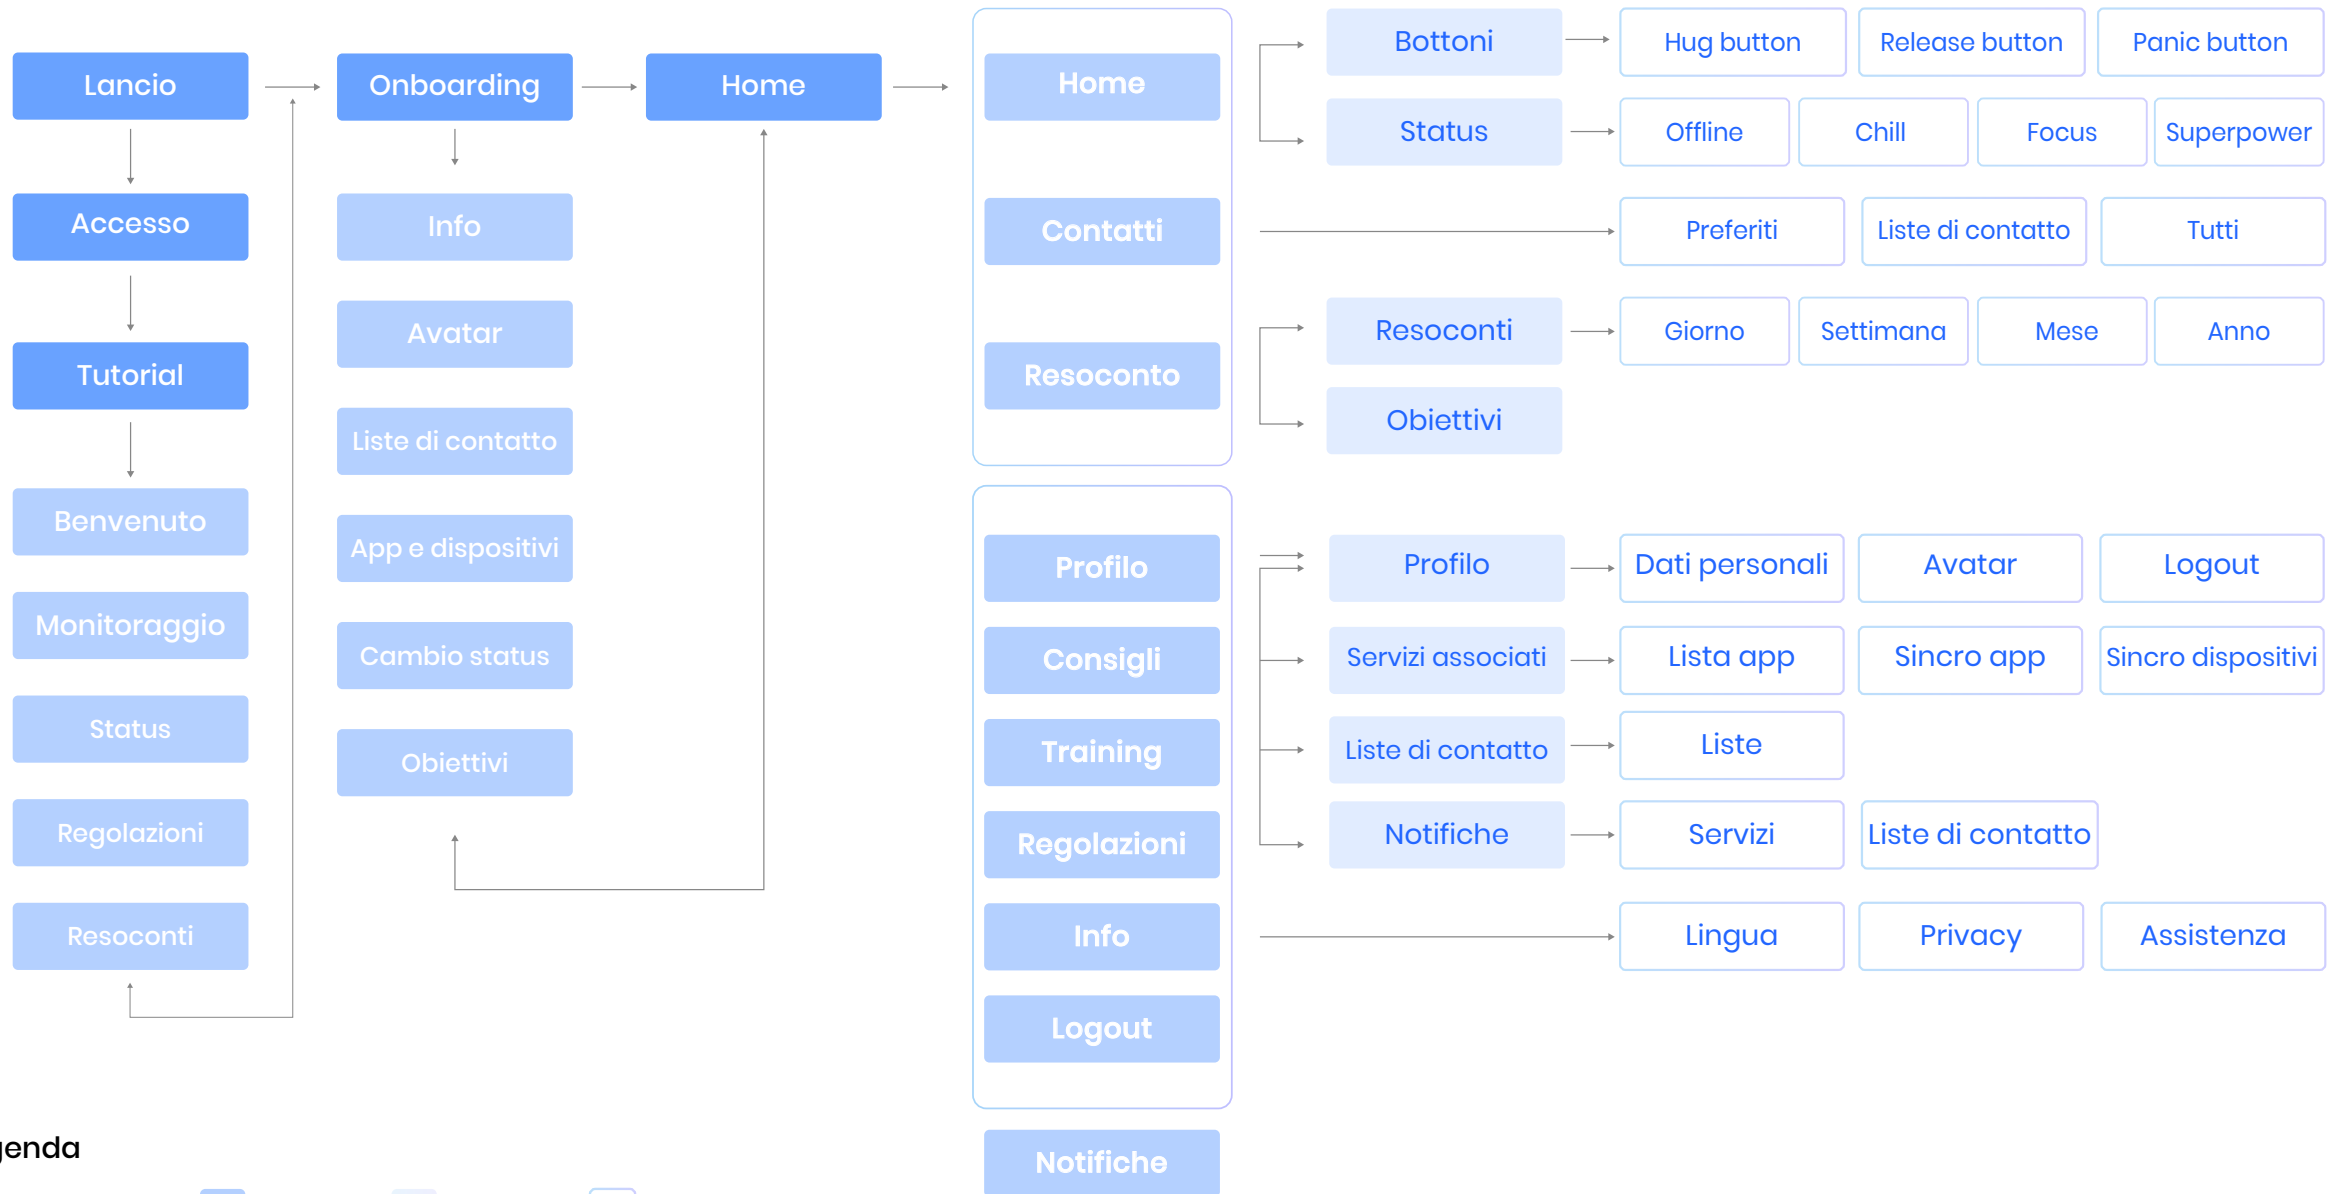 Lancio
Accesso
Tutorial
Benvenuto
Monitoraggio
Status
Regolazioni
Resoconti
Onboarding
Info
Avatar
Liste di contatto
App e dispositivi
Cambio status
Obiettivi
Home
Home
Contatti
Resoconto
Bottoni
Hug button
Release button
Panic button
Status
Offline
Chill
Focus
Superpower
Preferiti
Liste di contatto
Tutti
Resoconti
Giorno
Settimana
Mese
Anno
Obiettivi
Profilo
Consigli
Training
Regolazioni
Info
Logout
Profilo
Dati personali
Avatar
Logout
Servizi associati
Lista app
Sincro app
Sincro dispositivi
Liste di contatto
Liste
Notifiche
Servizi
Liste di contatto
Lingua
Privacy
Assistenza
Notifiche